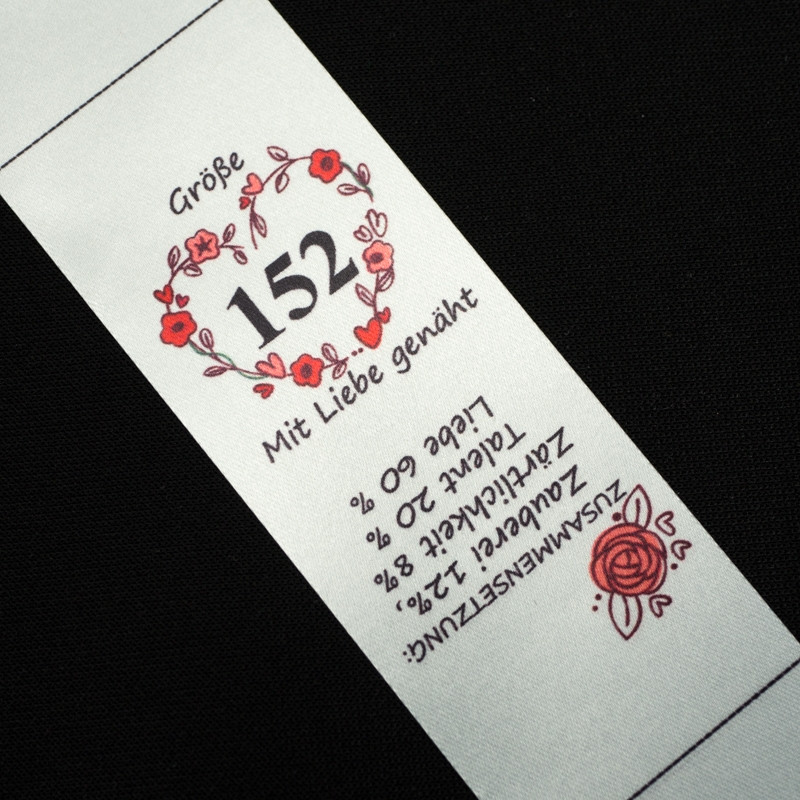 Größe
152
Mit Liebe genäht
ZUSAMMENSETZUNG:
Zauberei 12%,
Zärtlichkeit 8%
Talent 20 %
Liebe 60 %